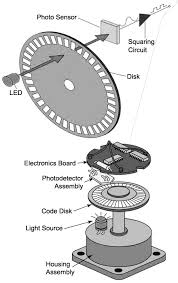 Photo Sensor
Squaring
Circuit
Disk
LED
Electronics Board
Photodetector
Assembly
Code Disk
Light Source
Housing
Assembly